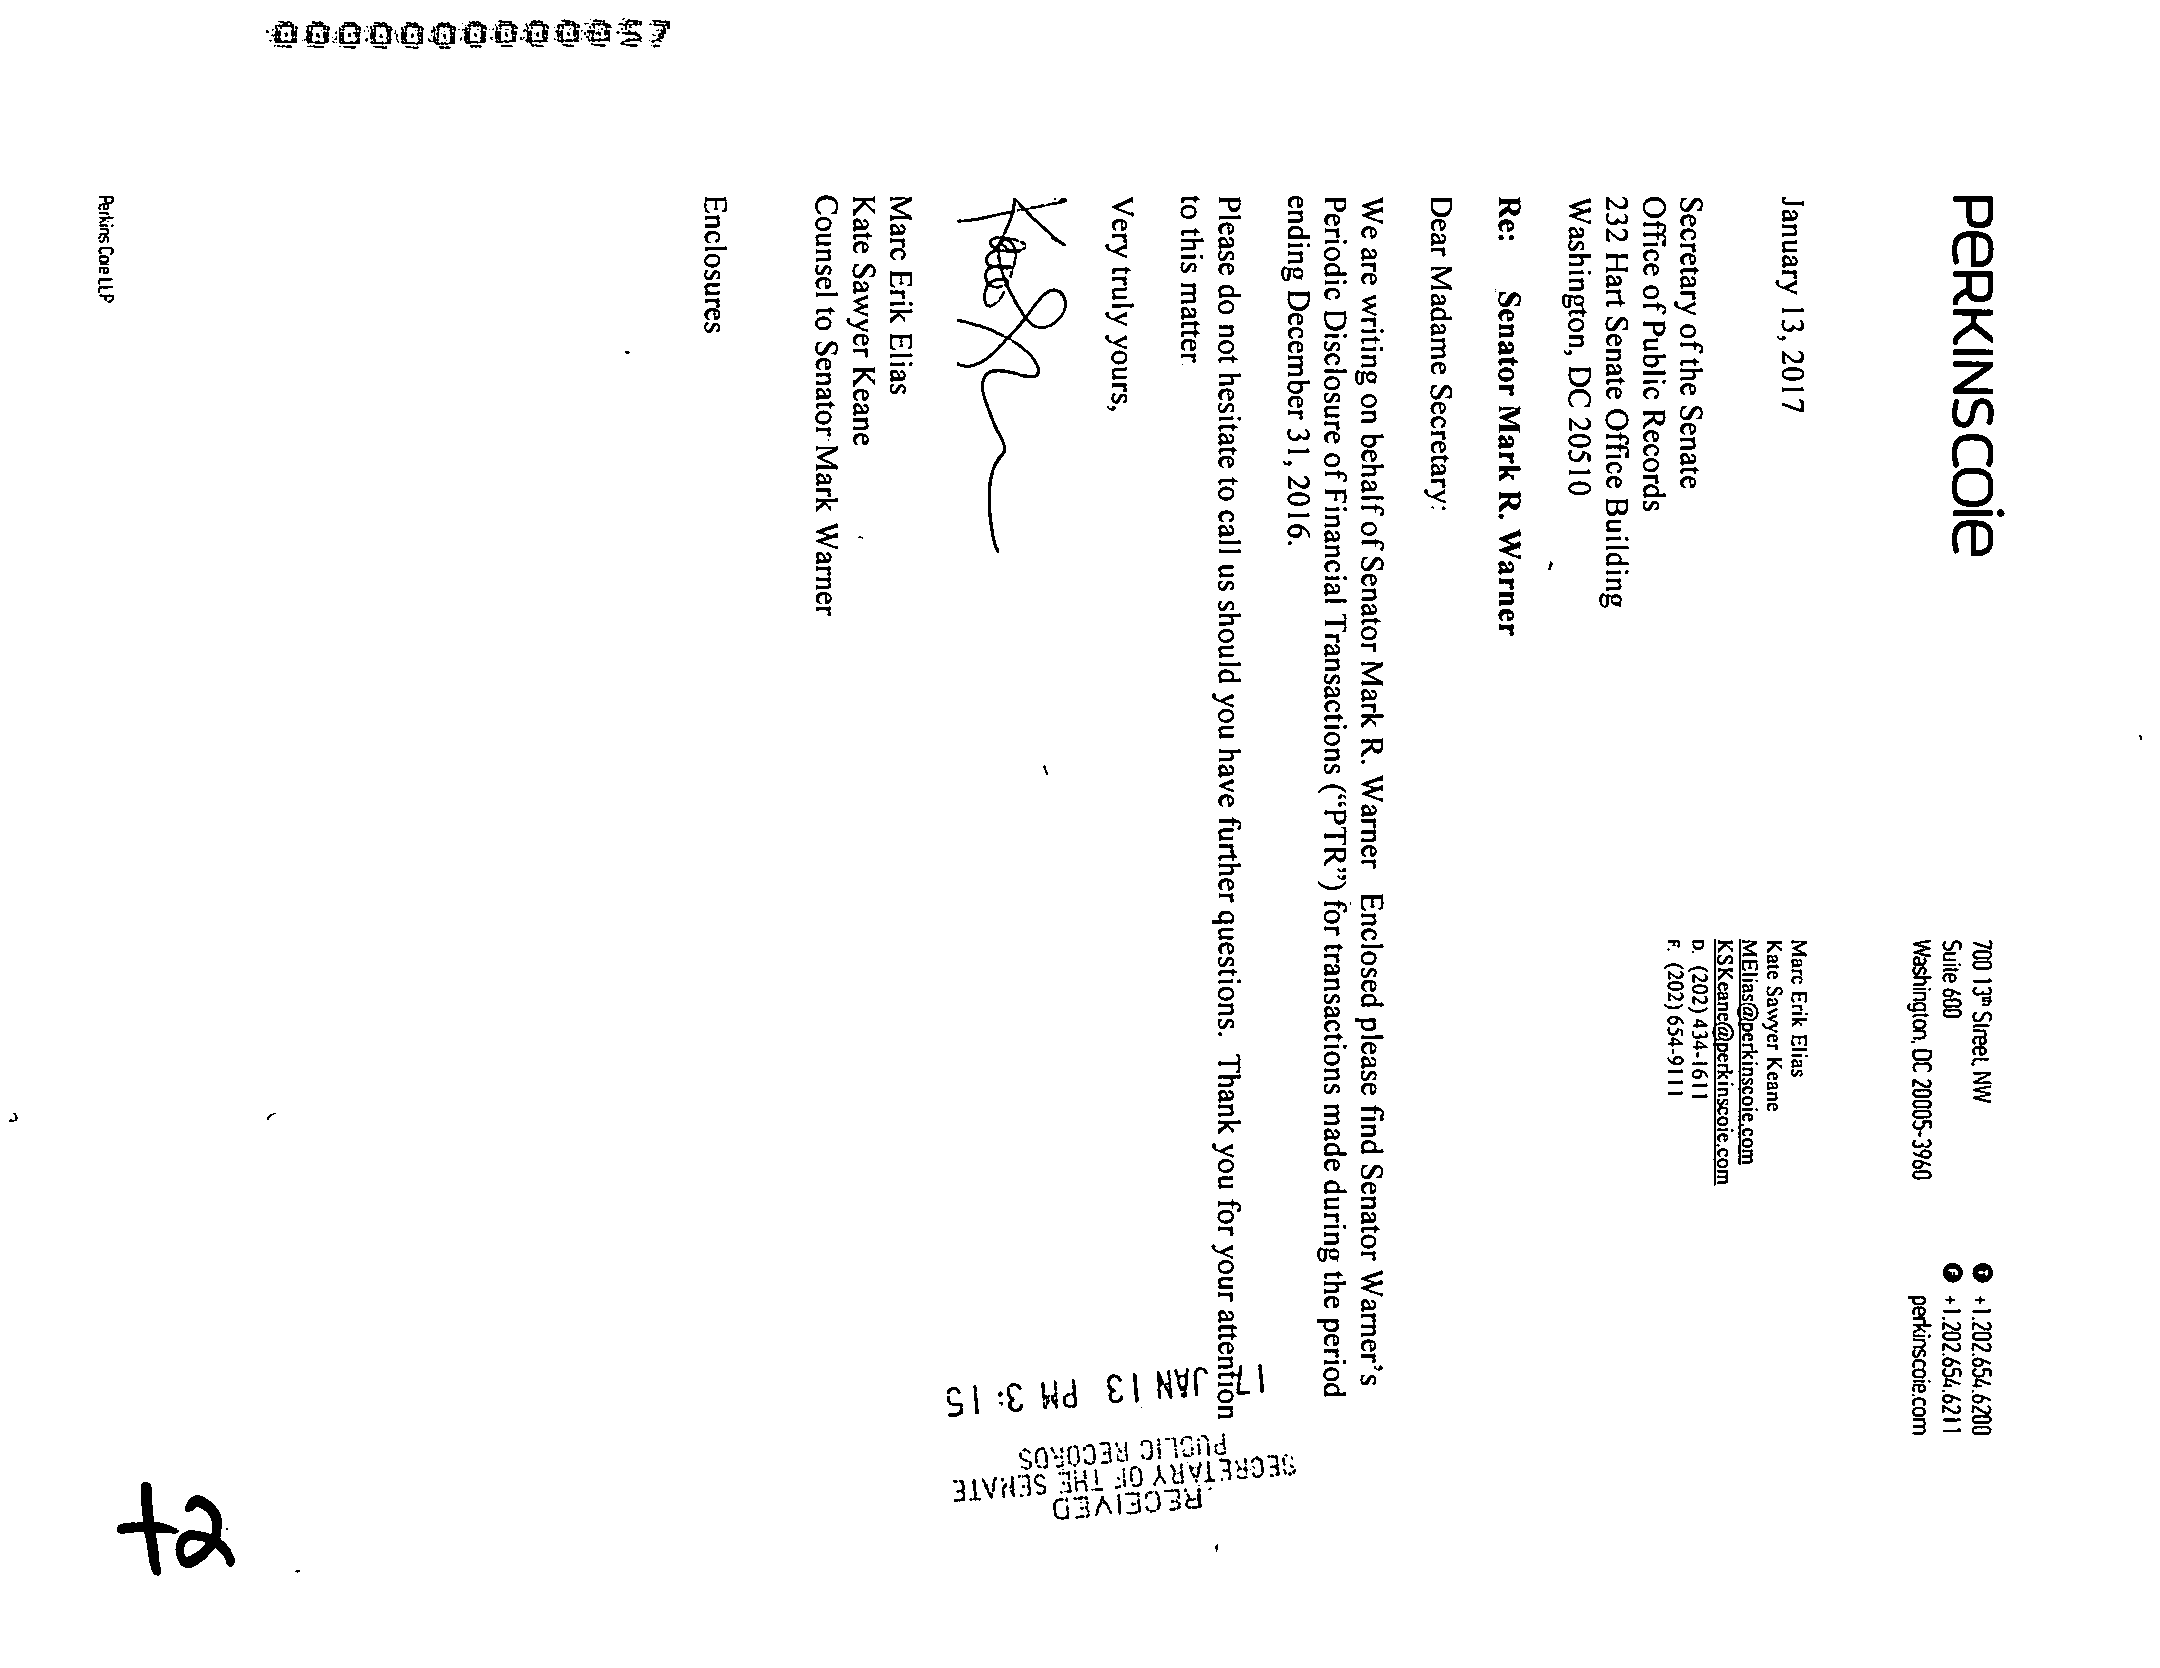 PERKINSCOIE
700 13th Street, NW
Suite 600
Washington, DC 20005-3960
T +1.202.654.6200
F +1.202.654.6211
perkinscoie.com
January 13, 2017
Marc Erik Elias
Kate Sawyer Keane
MElias@perkinscoie.com
KSKeane@perkinscoie.com
D. (202) 434-1611
F. (202) 654-9111
Secretary of the Senate
Office of Public Records
232 Hart Senate Office Building
Washington, DC 20510
Re: Senator Mark R. Warner
Dear Madame Secretary:
We are writing on behalf of Senator Mark R. Warner Enclosed please find Senator Warner's
Periodic Disclosure of Financial Transactions (“PTR”) for transactions made during the period
ending December 31, 2016.
Please do not hesitate to call us should you have further questions. Thank you for your attention
to this matter
Very truly yours,
Marc Erik Elias
Kate Sawyer Keane
Counsel to Senator Mark Warner
Enclosures
Perkins Coie LLP
RECEIVED
SECRETARY OF THE SENATE
PUBLIC RECORDS
17 JAN 13 PM 3:15
+2
0000000000057